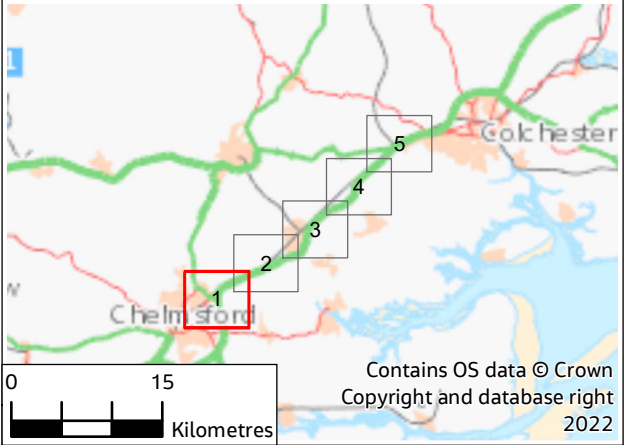 1
Colchester
5
4
3
2
w
1
Chelmsford
0 15
Kilometres
Contains OS data © Crown
Copyright and database right
2022